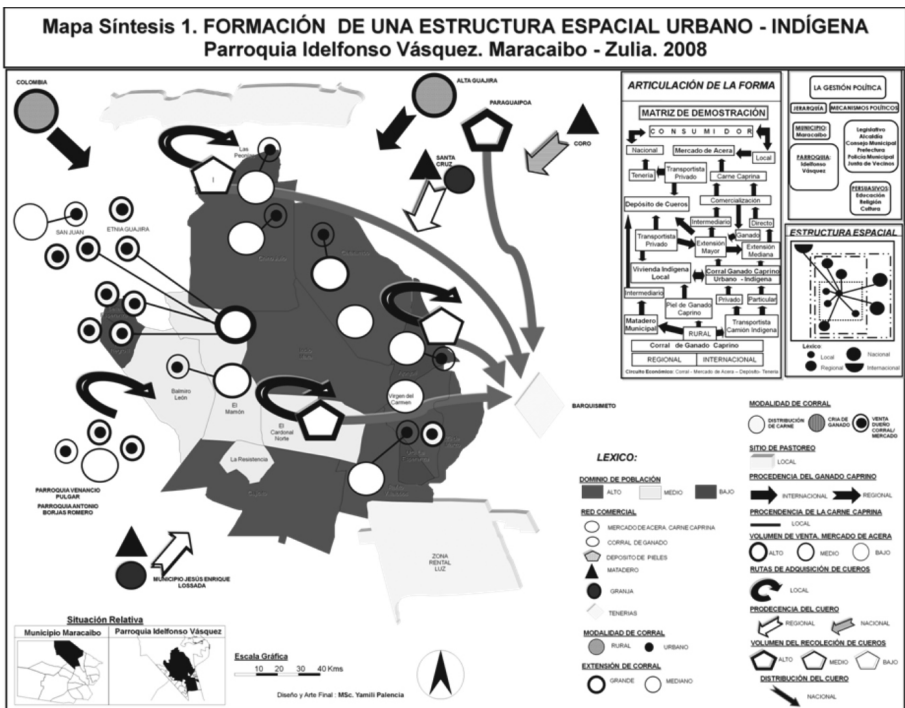 Mapa Síntesis 1. FORMACIÓN DE UNA ESTRUCTURA ESPACIAL URBANO - INDÍGENA
Parroquia Idelfonso Vásquez. Maracaibo - Zulia. 2008
COLOMBIA
ALTA GUAJIRA
PARAGUAIPOA
CORO
SANTA
CRUZ
Las
I
SAN JUAN
ETNIA GUAJIRA
Balmiro
León
El
Mamón
El
Cardonal
Norte
Virgen del
Carmen
La Resistencia
BARQUISIMETO
PARROQUIA VENANCIO
PULGAR
PARROQUIA ANTONIO
BORJAS ROMERO
MUNICIPIO JESÚS ENRIQUE
LOSSADA
ZONA
RENTAL
LUZ
Situación Relativa
Municipio Maracaibo
Parroquia Idelfonso Vásquez
Escala Gráfica
10 20 30 40 Kms
Diseño y Arte Final : MSc. Yamili Palencia
ARTICULACIÓN DE LA FORMA
MATRIZ DE DEMOSTRACIÓN
CONSUMIDOR
Nacional
Mercado de Acera
Local
Tenería
Transportista
Privado
Carne Caprina
Depósito de Cueros
Comercialización
Intermediario
Directo
Transportista
Privado
Extensión
Mayor
Ganado
Extensión
Mediana
Vivienda Indígena
Local
Corral Ganado Caprino
Urbano - Indígena
Intermediario
Piel de Ganado
Caprino
Privado
Particular
Matadero
Municipal
RURAL
Transportista
Camión Indígena
Corral de Ganado Caprino
REGIONAL
INTERNACIONAL
Circuito Económico: Corral - Mercado de Acera – Depósito- Tenería
LA GESTIÓN POLÍTICA
JERARQUÍA
MECANISMOS POLÍTICOS
MUNICIPIO:
Maracaibo
PARROQUIA:
Idelfonso
Vásquez
Legislativo
Alcaldía
Consejo Municipal
Prefectura
Policía Municipal
Junta de Vecinos
PERSUASIVOS:
Educación
Religión
Cultura
ESTRUCTURA ESPACIAL
Léxico
Local
Nacional
Regional
Internacional
LEXICO:
DOMINIO DE POBLACIÓN
ALTO
MEDIO
BAJO
RED COMERCIAL
MERCADO DE ACERA. CARNE CAPRINA
CORRAL DE GANADO
DEPOSITO DE PIELES
MATADERO
GRANJA
TENERIAS
MODALIDAD DE CORRAL
RURAL
URBANO
EXTENSIÓN DE CORRAL
GRANDE
MEDIANO
MODALIDAD DE CORRAL
DISTRIBUCIÓN
DE CARNE
CRIA DE
GANADO
VENTA
DUEÑO
CORRAL/
MERCADO
SITIO DE PASTOREO
LOCAL
PROCEDENCIA DEL GANADO CAPRINO
INTERNACIONAL
REGIONAL
PROCENDENCIA DE LA CARNE CAPRINA
LOCAL
VOLUMEN DE VENTA. MERCADO DE ACERA
ALTO
MEDIO
BAJO
RUTAS DE ADQUISICIÓN DE CUEROS
LOCAL
PRODECENCIA DEL CUERO
REGIONAL
NACIONAL
VOLUMEN DEL RECOLECIÓN DE CUEROS
ALTO
MEDIO
BAJO
DISTRIBUCIÓN DEL CUERO
NACIONAL